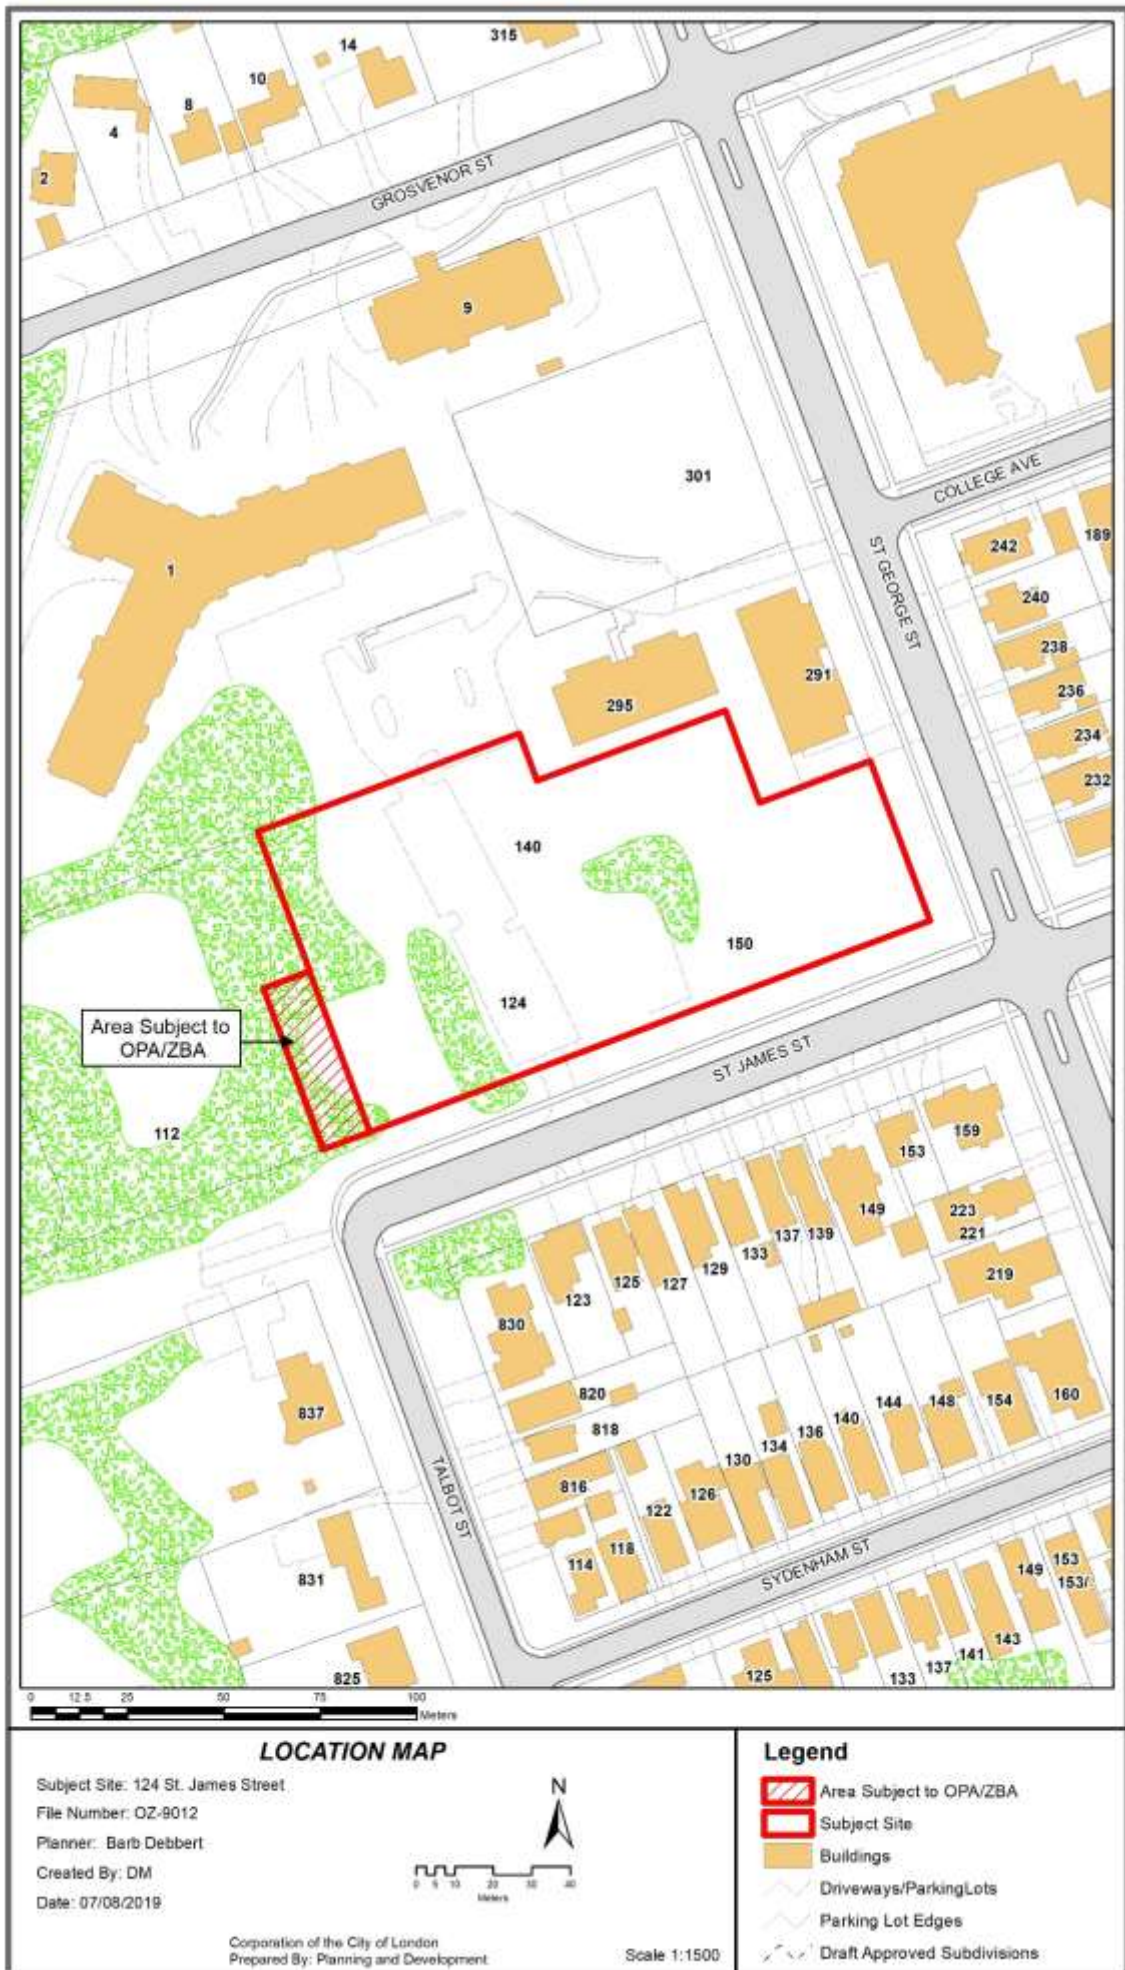 315
14
10
8
4
2
GROSVENOR ST
9
301
COLLEGE AVE
ST GEORGE ST
242
189
240
238
236
234
232
1
291
295
140
150
124
Area Subject to
OPA/ZBA
112
ST JAMES ST
159
153
149
223
221
139
137
133
129
127
125
123
219
830
820
818
816
837
160
154
148
144
140
136
134
130
126
122
118
114
TALBOT ST
SYDENHAM ST
831
825
153
153/
149
143
141
137
133
125
0 12.5 25 50 75 100
Meters
LOCATION MAP
Subject Site: 124 St. James Street
File Number: OZ-9012
Planner: Barb Debbert
Created By: DM
Date: 07/08/2019
N
0 5 10 20 30 40
Meters
Corporation of the City of London
Prepared By: Planning and Development
Scale 1:1500
Legend
Area Subject to OPA/ZBA
Subject Site
Buildings
Driveways/ParkingLots
Parking Lot Edges
Draft Approved Subdivisions